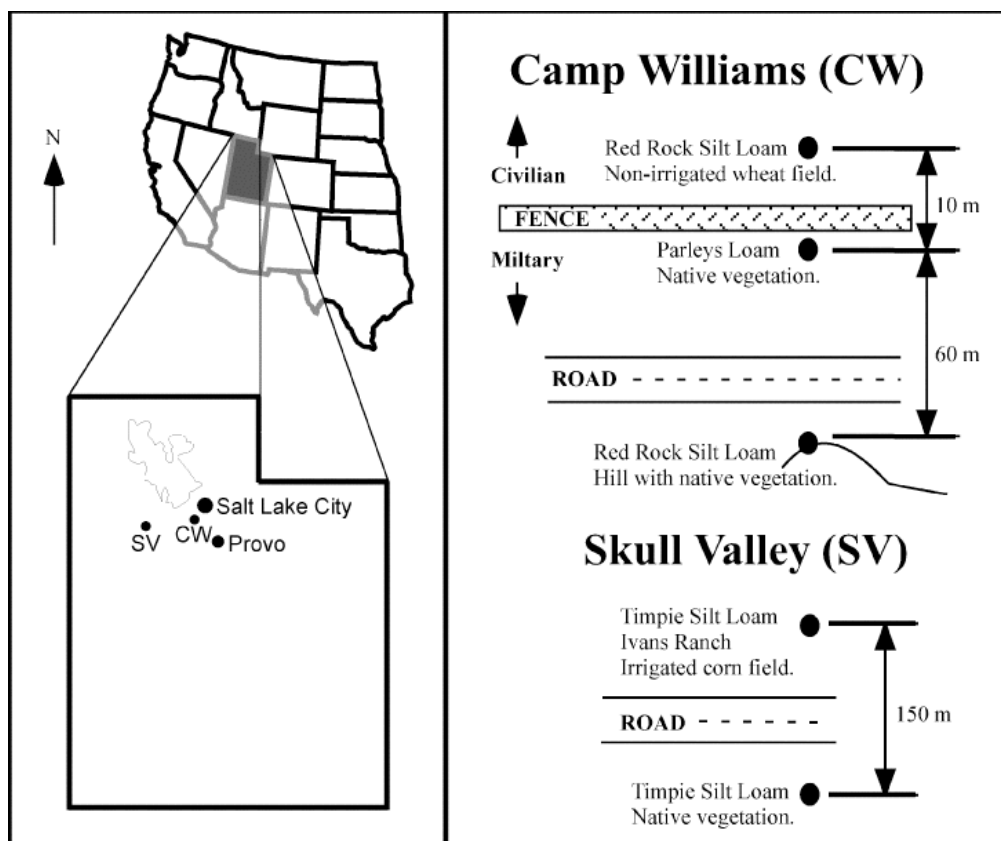 N
Salt Lake City
CW
SV
Provo
Camp Williams (CW)
Civilian
Red Rock Silt Loam
Non-irrigated wheat field.
10 m
FENCE
Miltary
Parleys Loam
Native vegetation.
60 m
ROAD
Red Rock Silt Loam
Hill with native vegetation.
Skull Valley (SV)
Timpie Silt Loam
Ivans Ranch
Irrigated corn field.
ROAD
150 m
Timpie Silt Loam
Native vegetation.